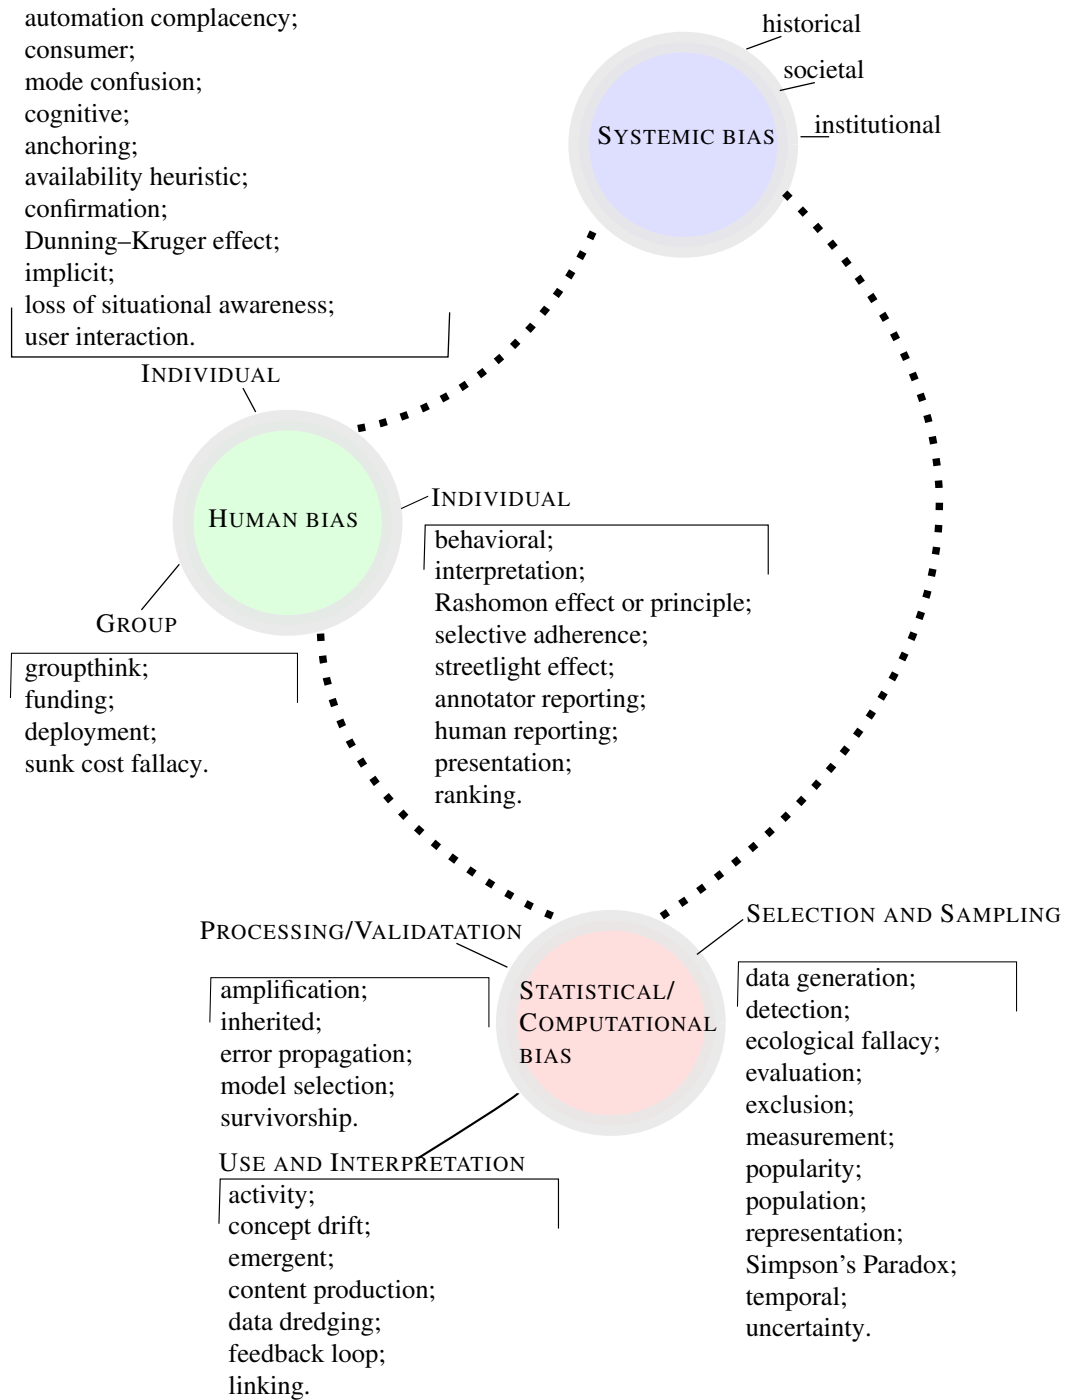 automation complacency;
consumer;
mode confusion;
cognitive;
anchoring;
availability heuristic;
confirmation;
Dunning–Kruger effect;
implicit;
loss of situational awareness;
user interaction.
INDIVIDUAL
historical
societal
institutional
SYSTEMIC BIAS
HUMAN BIAS
INDIVIDUAL
behavioral;
interpretation;
Rashomon effect or principle;
selective adherence;
streetlight effect;
annotator reporting;
human reporting;
presentation;
ranking.
GROUP
groupthink;
funding;
deployment;
sunk cost fallacy.
PROCESSING/VALIDATATION
amplification;
inherited;
error propagation;
model selection;
survivorship.
STATISTICAL/
COMPUTATIONAL
BIAS
SELECTION AND SAMPLING
data generation;
detection;
ecological fallacy;
evaluation;
exclusion;
measurement;
popularity;
population;
representation;
Simpson's Paradox;
temporal;
uncertainty.
USE AND INTERPRETATION
activity;
concept drift;
emergent;
content production;
data dredging;
feedback loop;
linking.